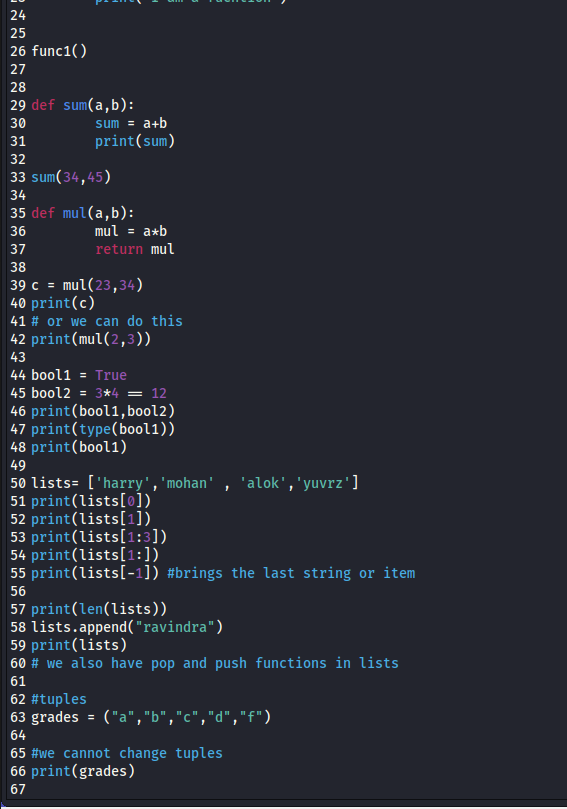 24
25
26 func1()
27
28
29 def sum(a,b):
30         sum = a+b
31         print(sum)
32
33 sum(34,45)
34
35 def mul(a,b):
36         mul = a*b
37         return mul
38
39 c = mul(23,34)
40 print(c)
41 # or we can do this
42 print(mul(2,3))
43
44 bool1 = True
45 bool2 = 3*4 == 12
46 print(bool1,bool2)
47 print(type(bool1))
48 print(bool1)
49
50 lists= ['harry','mohan' , 'alok','yuvrz']
51 print(lists[0])
52 print(lists[1])
53 print(lists[1:3])
54 print(lists[1:])
55 print(lists[-1]) #brings the last string or item
56
57 print(len(lists))
58 lists.append("ravindra")
59 print(lists)
60 # we also have pop and push functions in lists
61
62 #tuples
63 grades = ("a","b","c","d","f")
64
65 #we cannot change tuples
66 print(grades)
67